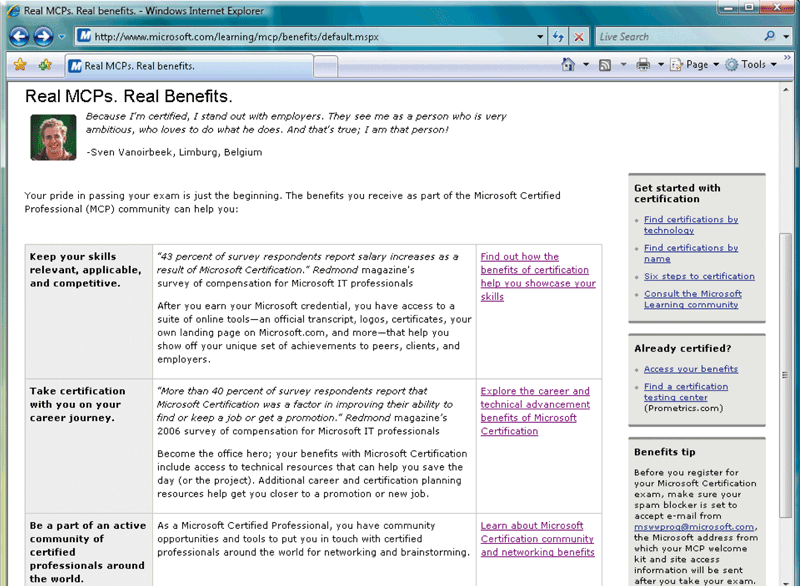 Real MCPs. Real benefits. - Windows Internet Explorer
http://www.microsoft.com/learning/mcp/benefits/default.mspx
Live Search
Real MCPs. Real benefits.
Page
Tools
Real MCPs. Real Benefits.
Because I'm certified, I stand out with employers. They see me as a person who is very
ambitious, who loves to do what he does. And that's true; I am that person!
-Sven Vanoirbeek, Limburg, Belgium
Your pride in passing your exam is just the beginning. The benefits you receive as part of the Microsoft Certified
Professional (MCP) community can help you:
Keep your skills
relevant, applicable,
and competitive.
"43 percent of survey respondents report salary increases as a
result of Microsoft Certification." Redmond magazine's
survey of compensation for Microsoft IT professionals
After you earn your Microsoft credential, you have access to a
suite of online tools—an official transcript, logos, certificates, your
own landing page on Microsoft.com, and more—that help you
show off your unique set of achievements to peers, clients, and
employers.
Find out how the
benefits of certification
help you showcase your
skills
Take certification
with you on your
career journey.
"More than 40 percent of survey respondents report that
Microsoft Certification was a factor in improving their ability to
find or keep a job or get a promotion." Redmond magazine's
2006 survey of compensation for Microsoft IT professionals
Become the office hero; your benefits with Microsoft Certification
include access to technical resources that can help you save the
day (or the project). Additional career and certification planning
resources help get you closer to a promotion or new job.
Explore the career and
technical advancement
benefits of Microsoft
Certification
Be a part of an active
community of
certified
professionals around
the world.
As a Microsoft Certified Professional, you have community
opportunities and tools to put you in touch with certified
professionals around the world for networking and brainstorming.
Learn about Microsoft
Certification community
and networking benefits
Get started with
certification
Find certifications by
technology
Find certifications by
name
Six steps to certification
Consult the Microsoft
Learning community
Already certified?
Access your benefits
Find a certification
testing center
(Prometrics.com)
Benefits tip
Before you register for
your Microsoft Certification
exam, make sure your
spam blocker is set to
accept e-mail from
mswwprog@microsoft.com,
the Microsoft address from
which your MCP welcome
kit and site access
information will be sent
after you take your exam.